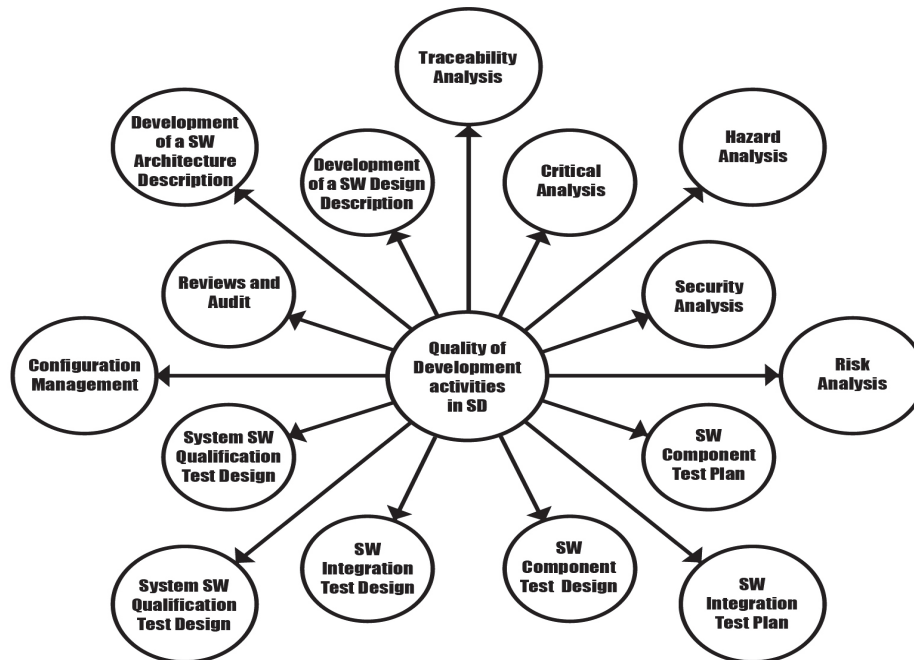 Traceability
Analysis
Development
of a SW
Architecture
Description
Development
of a SW Design
Description
Critical
Analysis
Hazard
Analysis
Reviews and
Audit
Security
Analysis
Configuration
Management
Quality of
Development
activities
in SD
Risk
Analysis
System SW
Qualification
Test Design
SW
Component
Test Plan
System SW
Qualification
Test Design
SW
Integration
Test Design
SW
Component
Test Design
SW
Integration
Test Plan